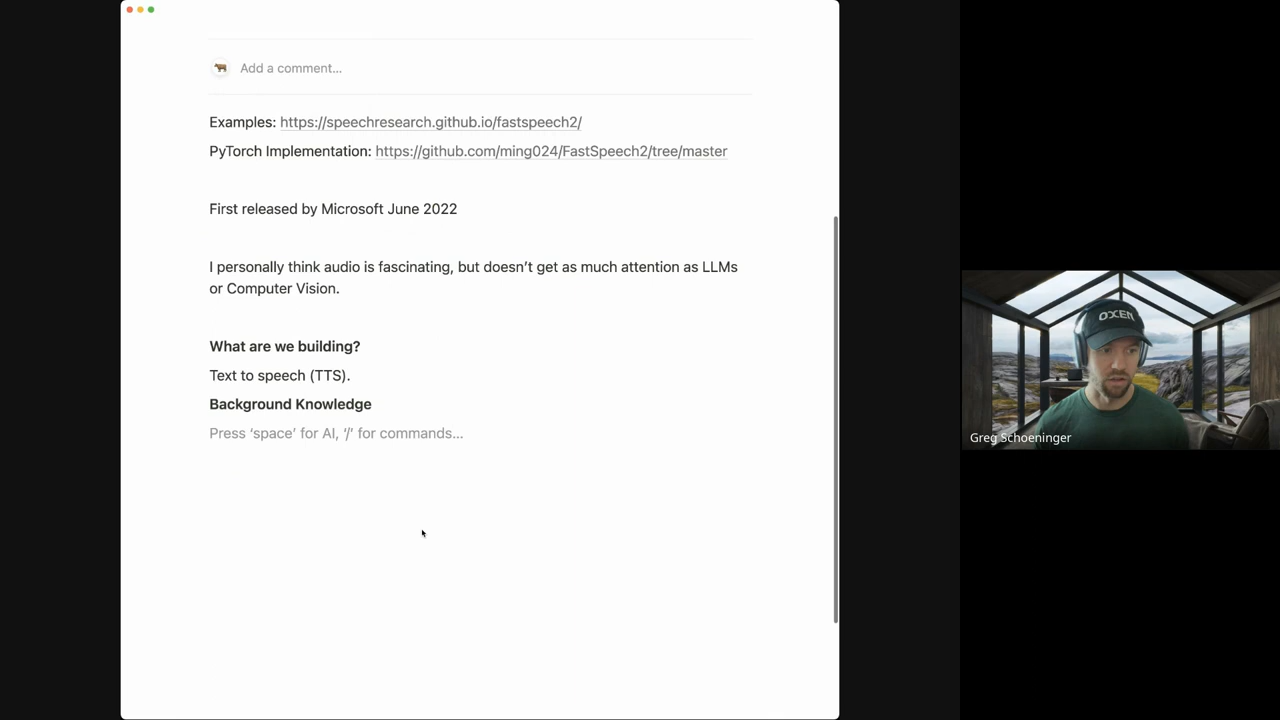 Add a comment...
Examples: https://speechresearch.github.io/fastspeech2/
PyTorch Implementation: https://github.com/ming024/FastSpeech2/tree/master
First released by Microsoft June 2022
I personally think audio is fascinating, but doesn’t get as much attention as LLMs
or Computer Vision.
What are we building?
Text to speech (TTS).
Background Knowledge
Press ‘space’ for AI, ‘/’ for commands...
OXEN
Greg Schoeninger